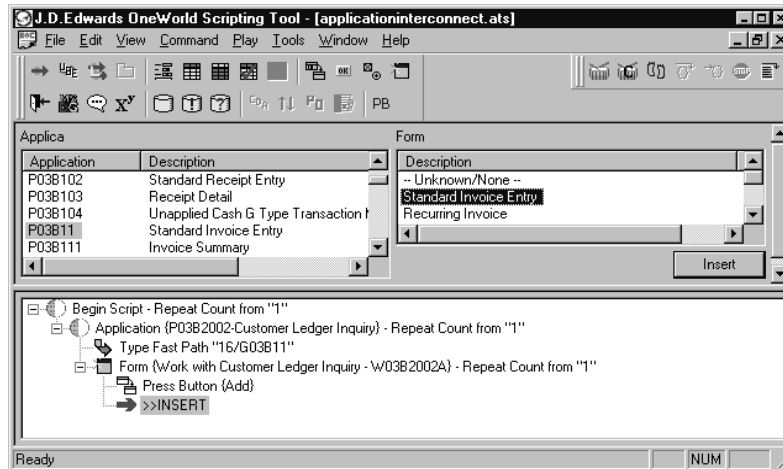 J.D.Edwards OneWorld Scripting Tool - [applicationinterconnect.ats]
File Edit View Command Play Tools Window Help
UBE OK
PB
Applica Form
Application Description Description
P03B102 Standard Receipt Entry -- Unknown/None --
P03B103 Receipt Detail Standard Invoice Entry
P03B104 Unapplied Cash G Type Transaction Recurring Invoice
P03B11 Standard Invoice Entry
P03B111 Invoice Summary
Insert
Begin Script - Repeat Count from "1"
Application {P03B2002-Customer Ledger Inquiry} - Repeat Count from "1"
Type Fast Path "16/G03B11"
Form {Work with Customer Ledger Inquiry - W03B2002A} - Repeat Count from "1"
Press Button {Add}
>>INSERT
Ready NUM